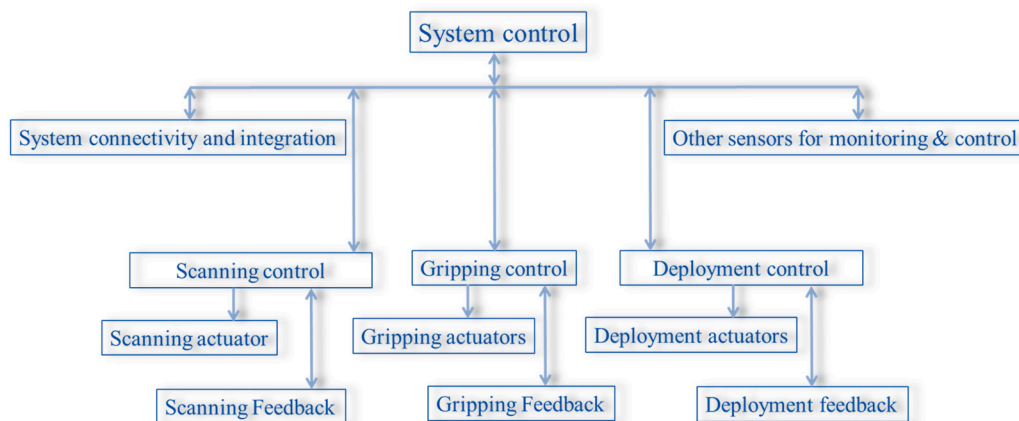 System control
System connectivity and integration
Other sensors for monitoring & control
Scanning control
Gripping control
Deployment control
Scanning actuator
Gripping actuators
Deployment actuators
Scanning Feedback
Gripping Feedback
Deployment feedback